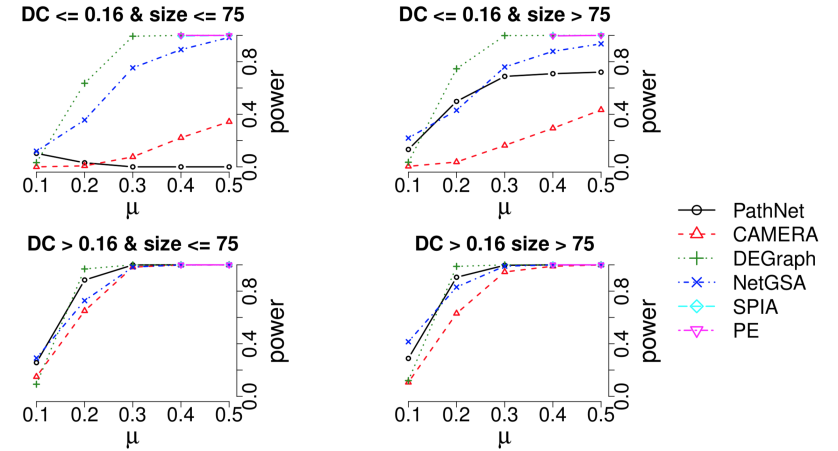 DC <= 0.16 & size <= 75
0.0 0.4 0.8
power
0.1 0.2 0.3 0.4 0.5
μ
DC <= 0.16 & size > 75
0.0 0.4 0.8
power
0.1 0.2 0.3 0.4 0.5
μ
DC > 0.16 & size <= 75
0.0 0.4 0.8
power
0.1 0.2 0.3 0.4 0.5
μ
DC > 0.16 size > 75
0.0 0.4 0.8
power
0.1 0.2 0.3 0.4 0.5
μ
PathNet
CAMERA
DEGraph
NetGSA
SPIA
PE